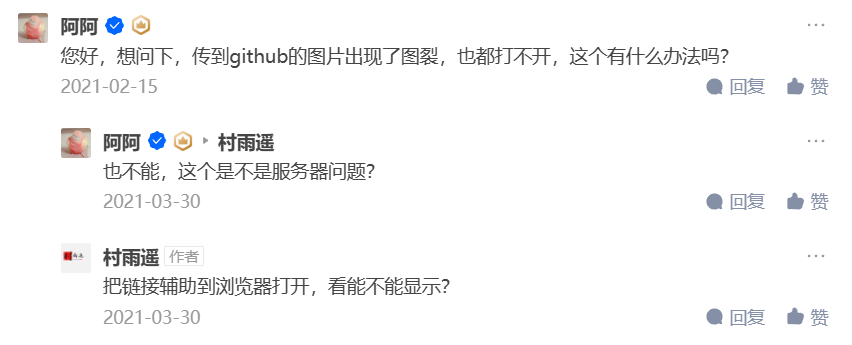 阿阿
您好，想问下，传到github的图片出现了图裂，也都打不开，这个有什么办法吗？
2021-02-15 回复 赞
阿阿 村雨遥
也不能，这个是不是服务器问题？
2021-03-30 回复 赞
村雨遥 作者
把链接辅助到浏览器打开，看能不能显示？
2021-03-30 回复 赞